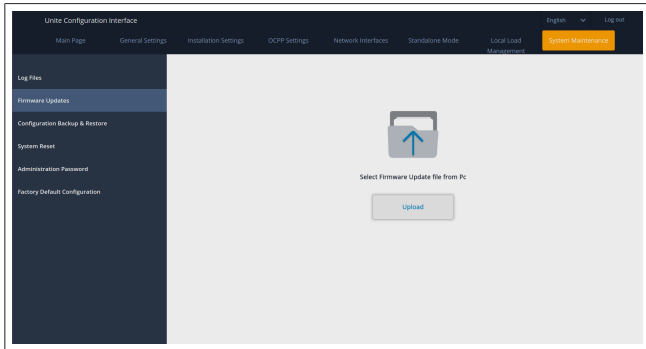 Unite Configuration Interface
English
Log out
Main Page
General Settings
Installation Settings
OCPP Settings
Network Interfaces
Standalone Mode
Local Load
Management
System Maintenance
Log Files
Firmware Updates
Configuration Backup & Restore
System Reset
Administration Password
Factory Default Configuration
Select Firmware Update file from Pc
Upload